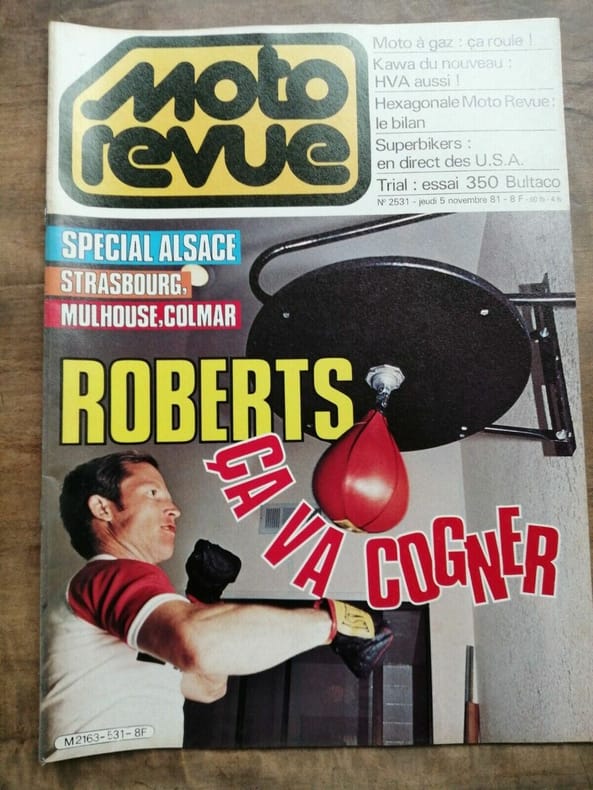 Moto
revue
Moto à gaz : ça roule !
Kawa du nouveau :
HVA aussi !
Hexagonale Moto Revue :
le bilan
Superbikers :
en direct des U.S.A.
Trial : essai 350 Bultaco
N° 2531 - jeudi 5 novembre 81 - 8 F
SPECIAL ALSACE
STRASBOURG,
MULHOUSE, COLMAR
ROBERTS
ÇA VA COGNER
M2163-531-8F